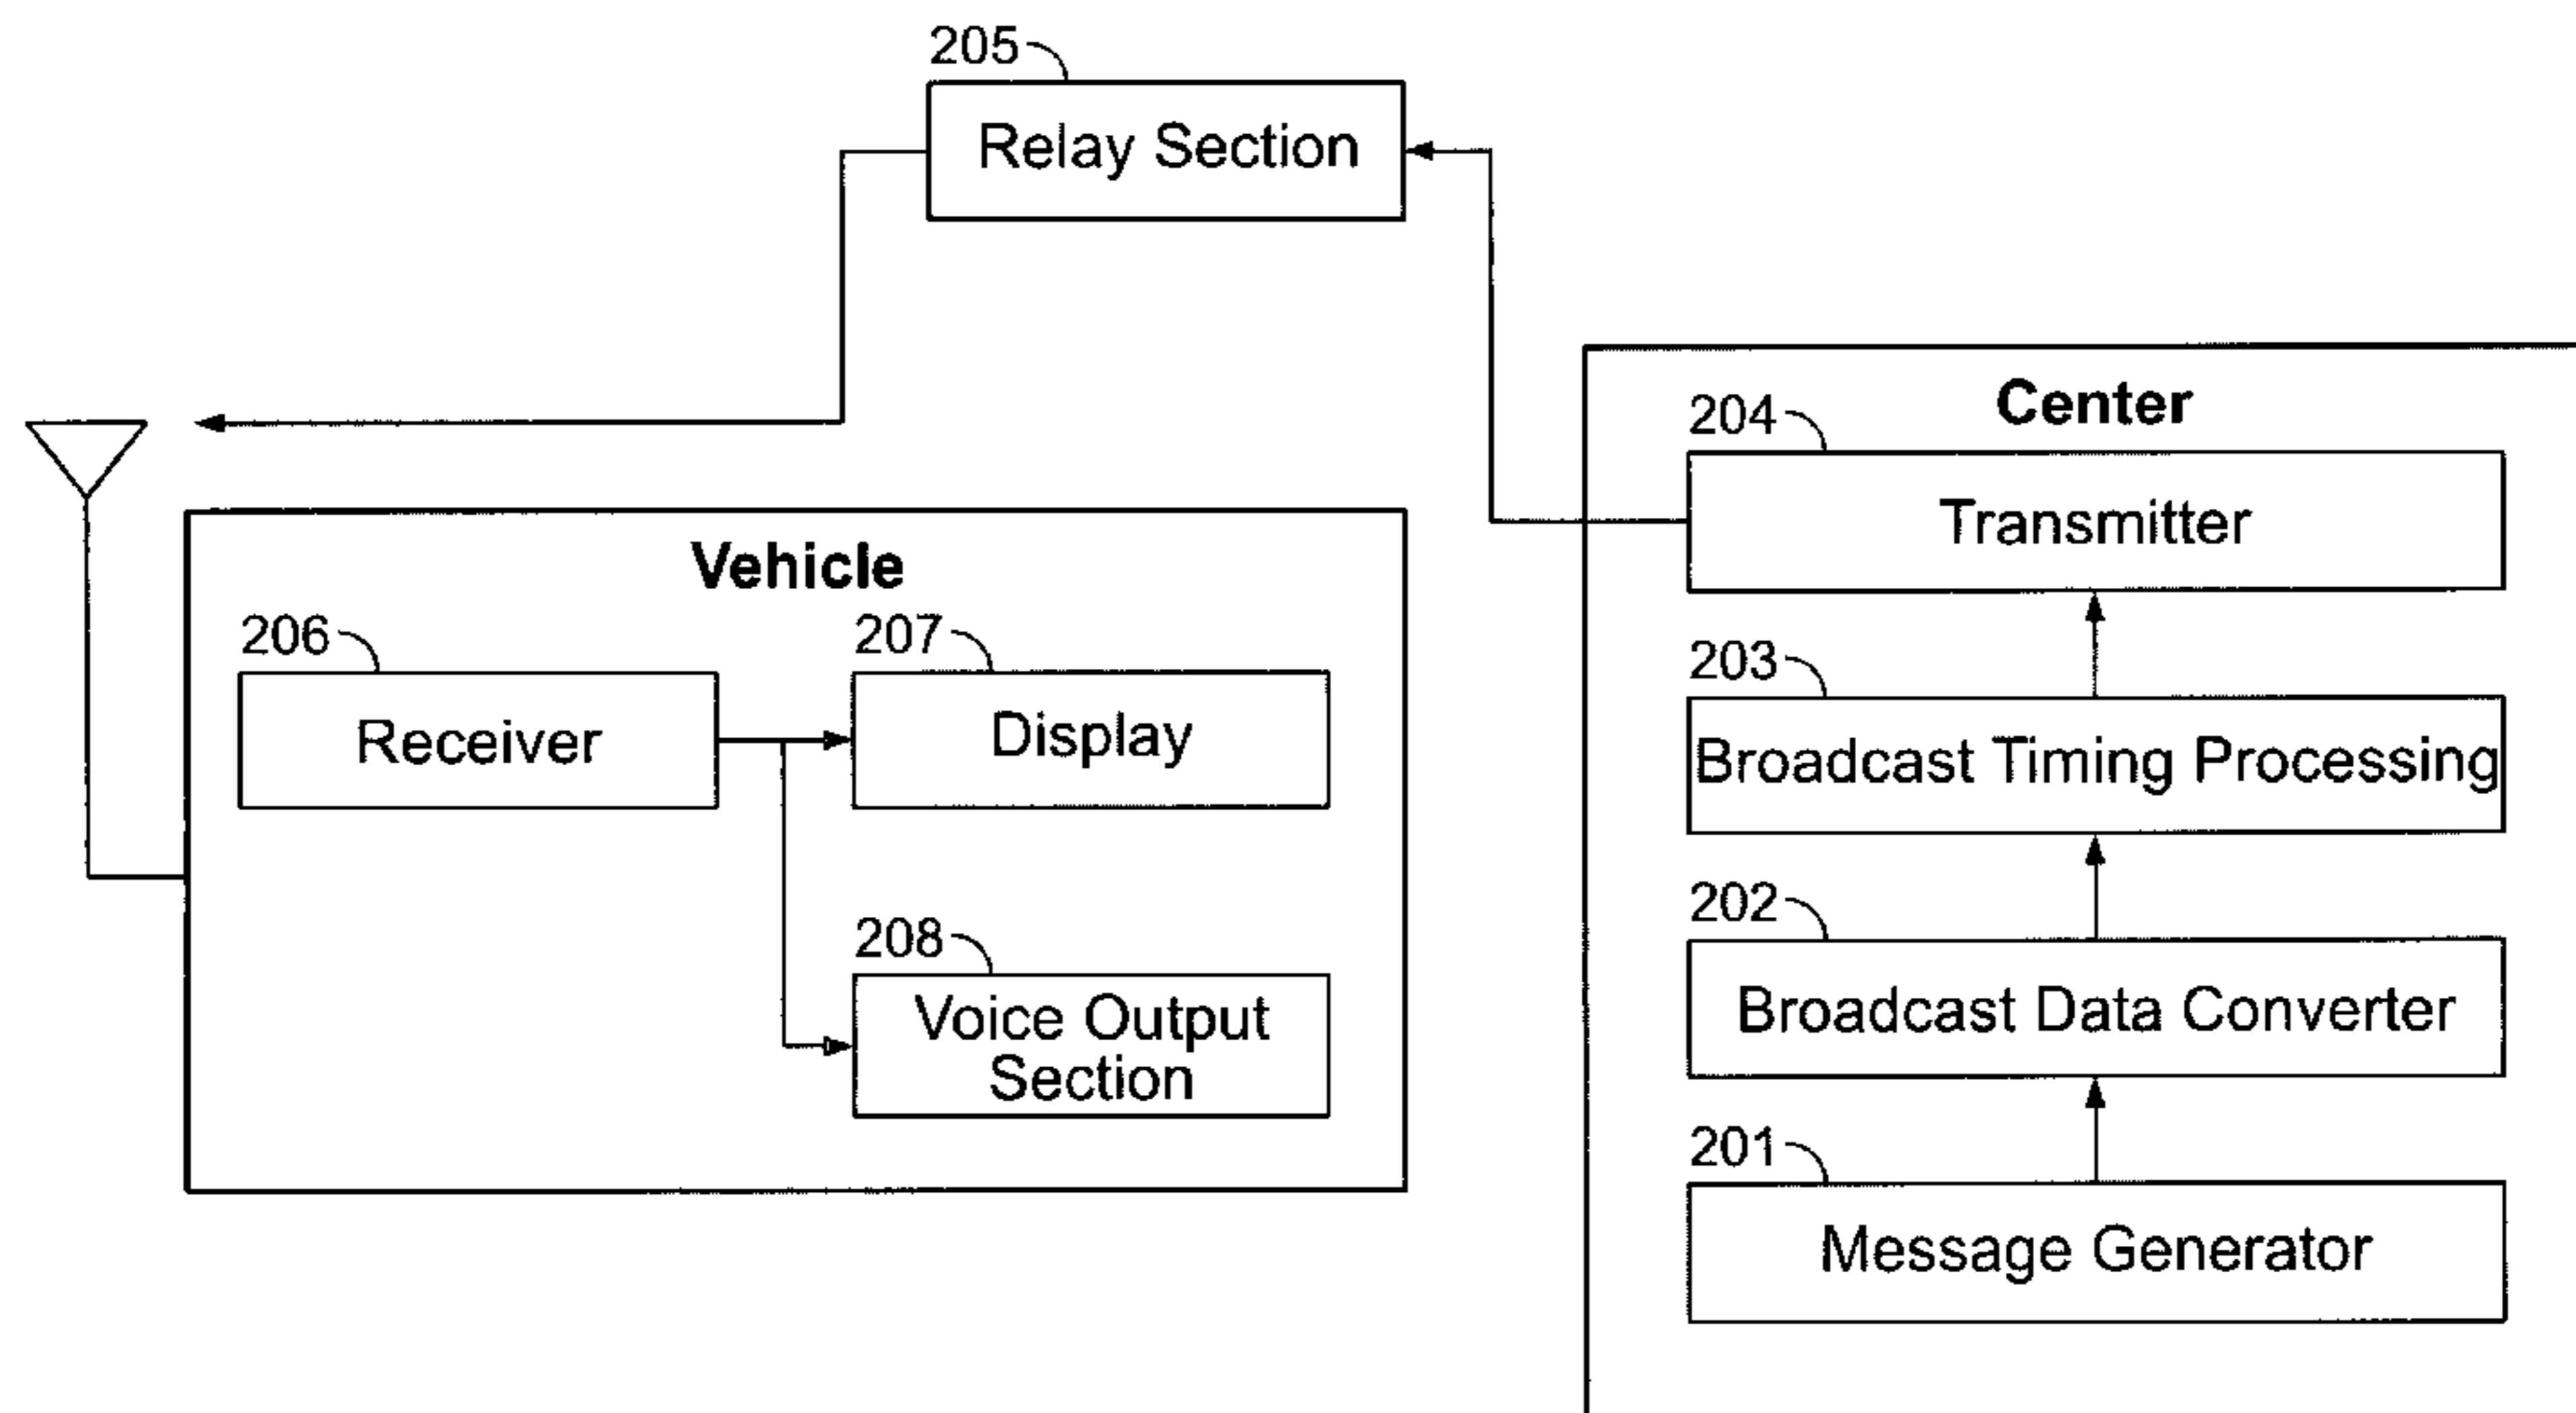 205
Relay Section
Center
204
Transmitter
Vehicle
206
Receiver
207
Display
203
Broadcast Timing Processing
208
Voice Output
Section
202
Broadcast Data Converter
201
Message Generator